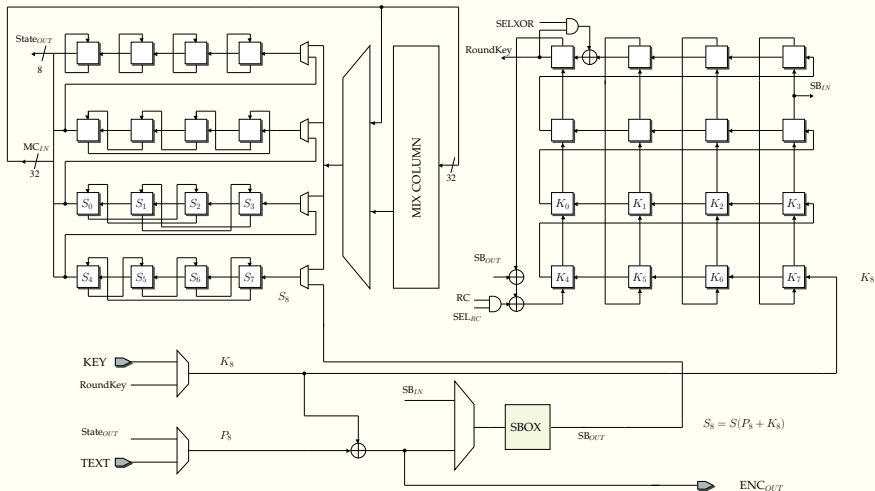 State_OUT
8
MC_IN
32
S_0 S_1 S_2 S_3
S_4 S_5 S_6 S_7
S_8
MIX COLUMN
32
SELXOR
RoundKey
SB_IN
K_0 K_1 K_2 K_3
SB_OUT
K_4 K_5 K_6 K_7
K_8
RC
SEL_RC
KEY
K_8
RoundKey
SB_IN
State_OUT
P_8
TEXT
SBOX
SB_OUT
S_8 = S(P_8 + K_8)
ENC_OUT